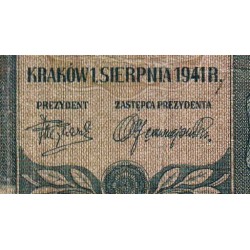 KRAKÓW 1. SIERPNIA 1941 R.
PREZYDENT ZASTĘPCA PREZYDENTA